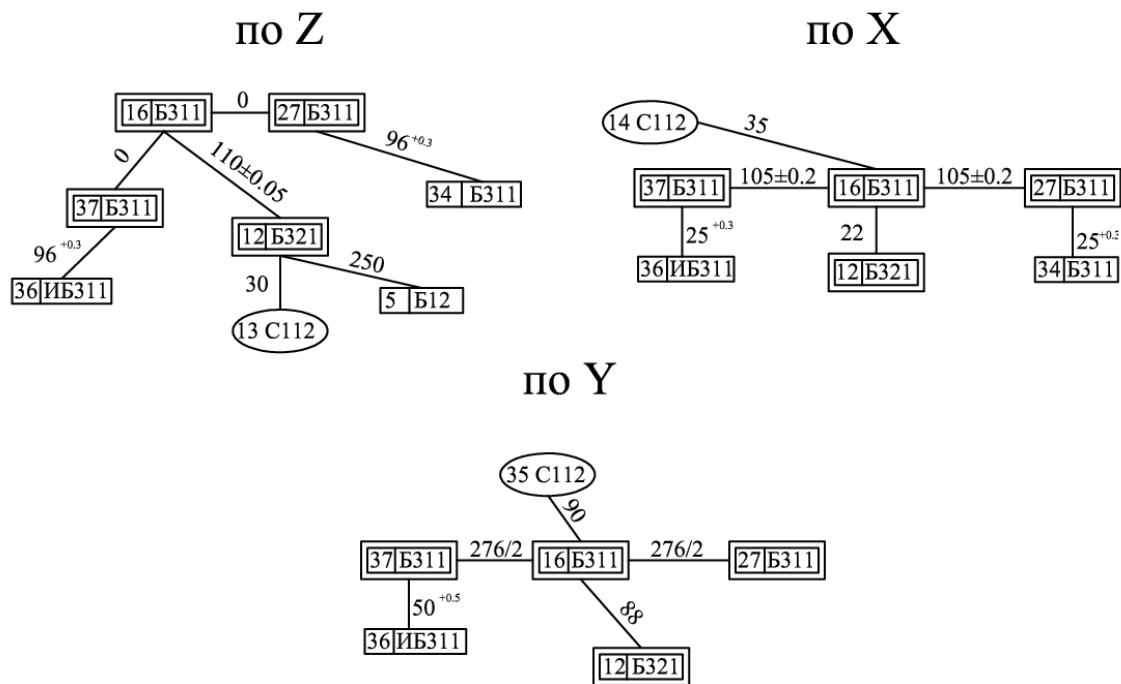 по Z
по X
16 Б311
0
27 Б311
0
110±0.05
96 +0.3
37 Б311
34 Б311
12 Б321
96 +0.3
250
30
36 ИБ311
5 Б12
13 С112
14 С112
35
37 Б311
105±0.2
16 Б311
105±0.2
27 Б311
25 +0.3
22
25+0.3
36 ИБ311
12 Б321
34 Б311
по Y
35 С112
90
37 Б311
276/2
16 Б311
276/2
27 Б311
50 +0.5
88
36 ИБ311
12 Б321